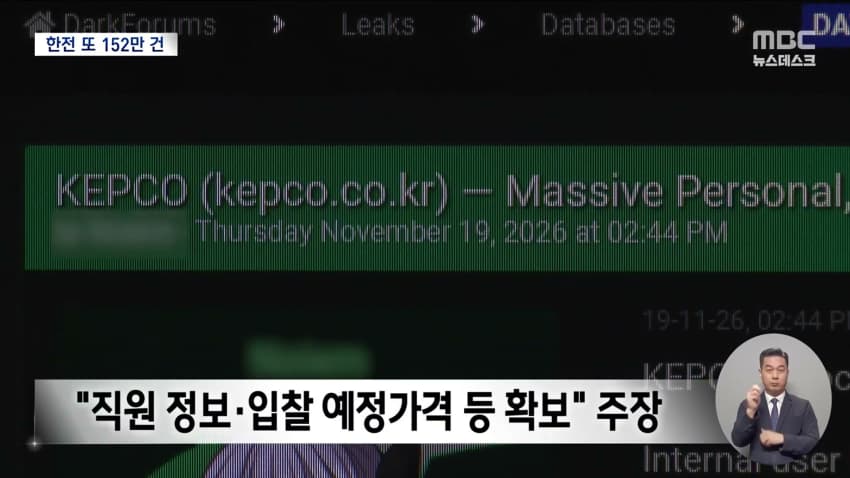 DarkForums > Leaks > Databases > DA
한전 또 152만 건
MBC
뉴스데스크
KEPCO (kepco.co.kr) — Massive Personal,
Thursday November 19, 2026 at 02:44 PM
19-11-26, 02:44 PM
KEPC
"직원 정보·입찰 예정가격 등 확보" 주장
Internal user